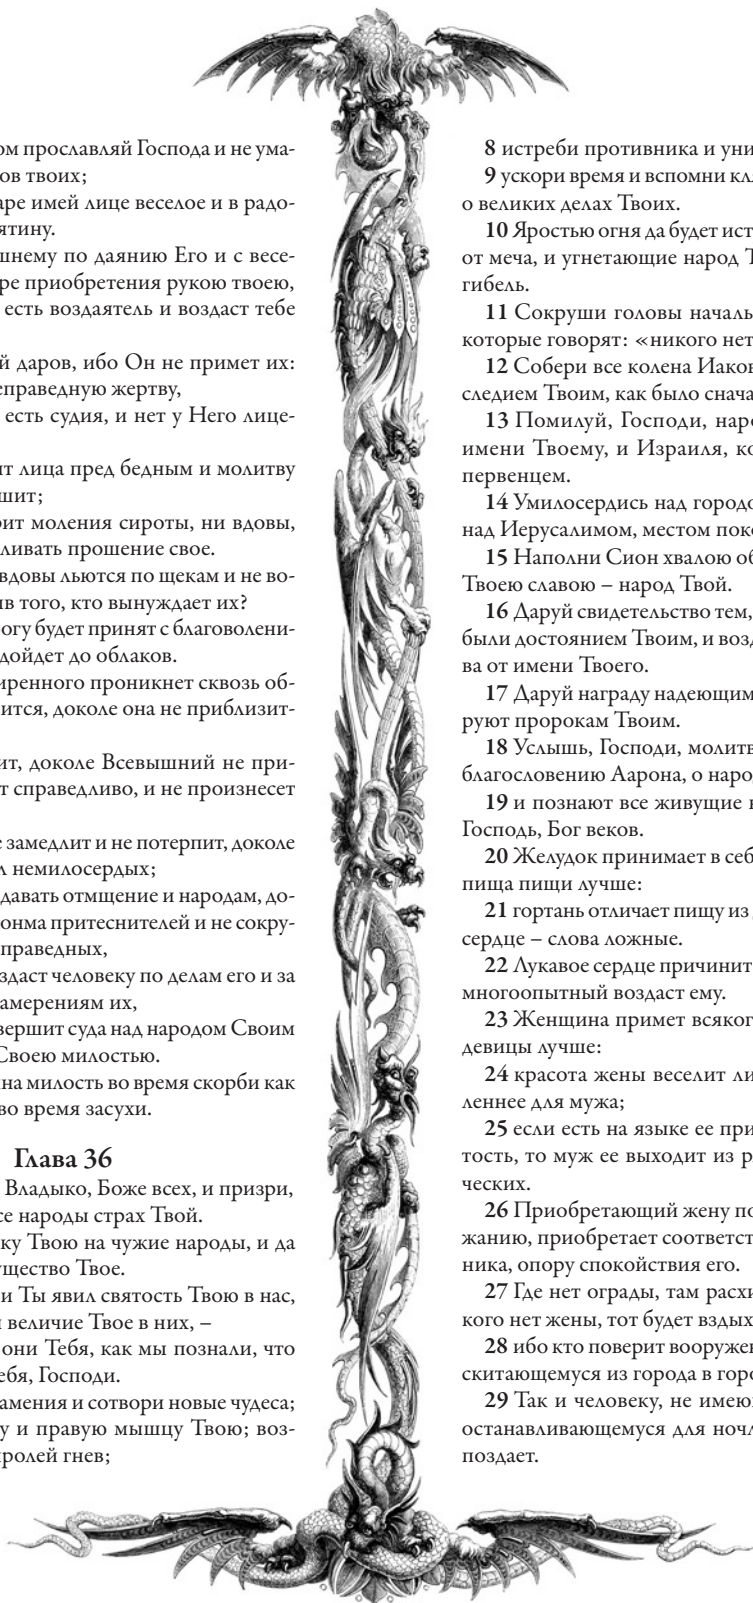 ом прославляй Господа и не ума-
ов твоих;
аре имей лице веселое и в радо-
ятину.
шнему по даянию Его и с весе-
ре приобретения рукою твоею,
есть воздаятель и воздаст тебе
й даров, ибо Он не примет их:
еправедную жертву,
есть судия, и нет у Него лице-
ит лица пред бедным и молитву
шит;
рит моления сироты, ни вдовы,
ливать прошение свое.
вдовы льются по щекам и не во-
ив того, кто вынуждает их?
огу будет принят с благоволени-
дойдет до облаков.
иренного проникнет сквозь об-
ится, доколе она не приблизит-
ит, доколе Всевышний не при-
т справедливо, и не произнесет
е замедлит и не потерпит, доколе
л немилосердых;
давать отмщение и народам, до-
онма притеснителей и не сокру-
праведных,
здаст человеку по делам его и за
амерениям их,
вершит суда над народом Своим
Своею милостью.
на милость во время скорби как
во время засухи.
Глава 36
Владыко, Боже всех, и призри,
се народы страх Твой.
ку Твою на чужие народы, и да
ущество Твое.
и Ты явил святость Твою в нас,
и величие Твое в них, –
они Тебя, как мы познали, что
ебя, Господи.
амения и сотвори новые чудеса;
у и правую мышцу Твою; воз-
ролей гнев;
8 истреби противника и уни
9 ускори время и вспомни кл
о великих делах Твоих.
10 Яростью огня да будет ист
от меча, и угнетающие народ Т
гибель.
11 Сокруши головы началь
которые говорят: «никого нет
12 Собери все колена Иаков
следием Твоим, как было снача
13 Помилуй, Господи, наро
имени Твоему, и Израиля, ко
первенцем.
14 Умилосердись над городо
над Иерусалимом, местом пок
15 Наполни Сион хвалою об
Твоею славою – народ Твой.
16 Даруй свидетельство тем,
были достоянием Твоим, и возд
ва от имени Твоего.
17 Даруй награду надеющим
руют пророкам Твоим.
18 Услышь, Господи, молитв
благословению Аарона, о наро
19 и познают все живущие н
Господь, Бог веков.
20 Желудок принимает в себ
пища пищи лучше:
21 гортань отличает пищу из
сердце – слова ложные.
22 Лукавое сердце причинит
многоопытный воздаст ему.
23 Женщина примет всяког
девицы лучше:
24 красота жены веселит ли
леннее для мужа;
25 если есть на языке ее при
тость, то муж ее выходит из р
ческих.
26 Приобретающий жену по
жанию, приобретает соответст
ника, опору спокойствия его.
27 Где нет ограды, там расхи
кого нет жены, тот будет вздых
28 ибо кто поверит вооружен
скитающемуся из города в горо
29 Так и человеку, не имею
останавливающемуся для ночл
поздает.